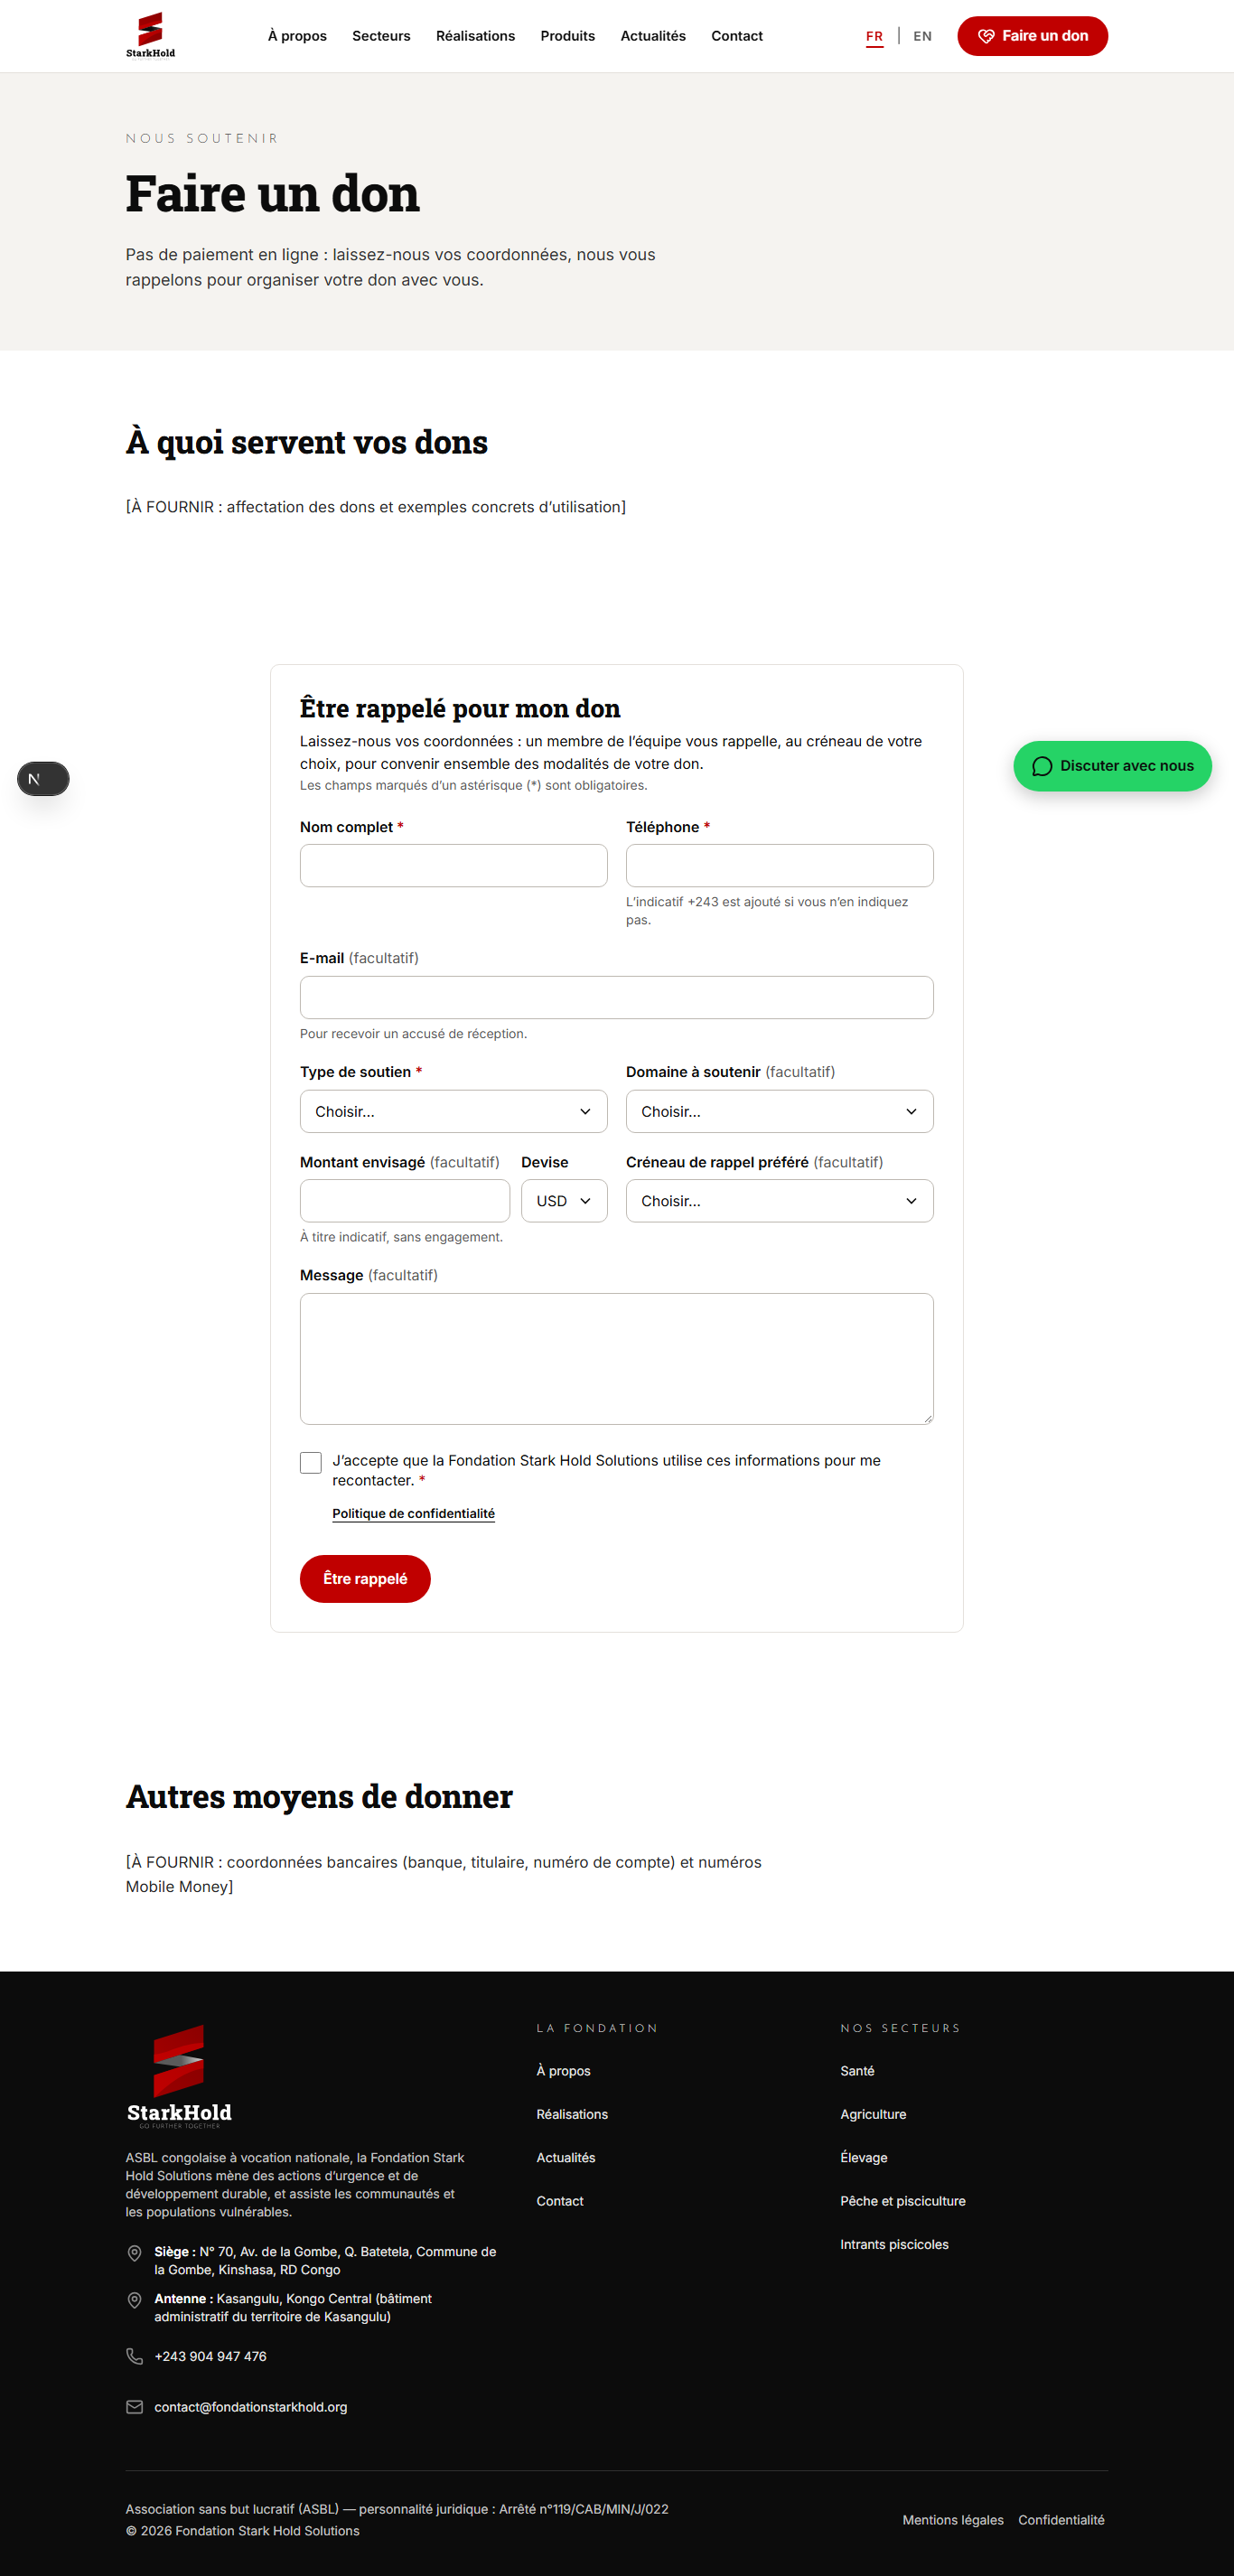 StarkHold
À propos Secteurs Réalisations Produits Actualités Contact
FR | EN
Faire un don
NOUS SOUTENIR
Faire un don
Pas de paiement en ligne : laissez-nous vos coordonnées, nous vous
rappelons pour organiser votre don avec vous.
À quoi servent vos dons
[À FOURNIR : affectation des dons et exemples concrets d’utilisation]
Être rappelé pour mon don
Laissez-nous vos coordonnées : un membre de l’équipe vous rappelle, au créneau de votre
choix, pour convenir ensemble des modalités de votre don.
Les champs marqués d’un astérisque (*) sont obligatoires.
Discuter avec nous
Nom complet * Téléphone *
L’indicatif +243 est ajouté si vous n’en indiquez
pas.
E-mail (facultatif)
Pour recevoir un accusé de réception.
Type de soutien * Domaine à soutenir (facultatif)
Choisir… Choisir…
Montant envisagé (facultatif) Devise Créneau de rappel préféré (facultatif)
USD Choisir…
À titre indicatif, sans engagement.
Message (facultatif)
J’accepte que la Fondation Stark Hold Solutions utilise ces informations pour me
recontacter. *
Politique de confidentialité
Être rappelé
Autres moyens de donner
[À FOURNIR : coordonnées bancaires (banque, titulaire, numéro de compte) et numéros
Mobile Money]
StarkHold
GO FURTHER TOGETHER
ASBL congolaise à vocation nationale, la Fondation Stark
Hold Solutions mène des actions d’urgence et de
développement durable, et assiste les communautés et
les populations vulnérables.
Siège : N° 70, Av. de la Gombe, Q. Batetela, Commune de
la Gombe, Kinshasa, RD Congo
Antenne : Kasangulu, Kongo Central (bâtiment
administratif du territoire de Kasangulu)
+243 904 947 476
contact@fondationstarkhold.org
LA FONDATION
À propos
Réalisations
Actualités
Contact
NOS SECTEURS
Santé
Agriculture
Élevage
Pêche et pisciculture
Intrants piscicoles
Association sans but lucratif (ASBL) — personnalité juridique : Arrêté n°119/CAB/MIN/J/022
© 2026 Fondation Stark Hold Solutions
Mentions légales Confidentialité